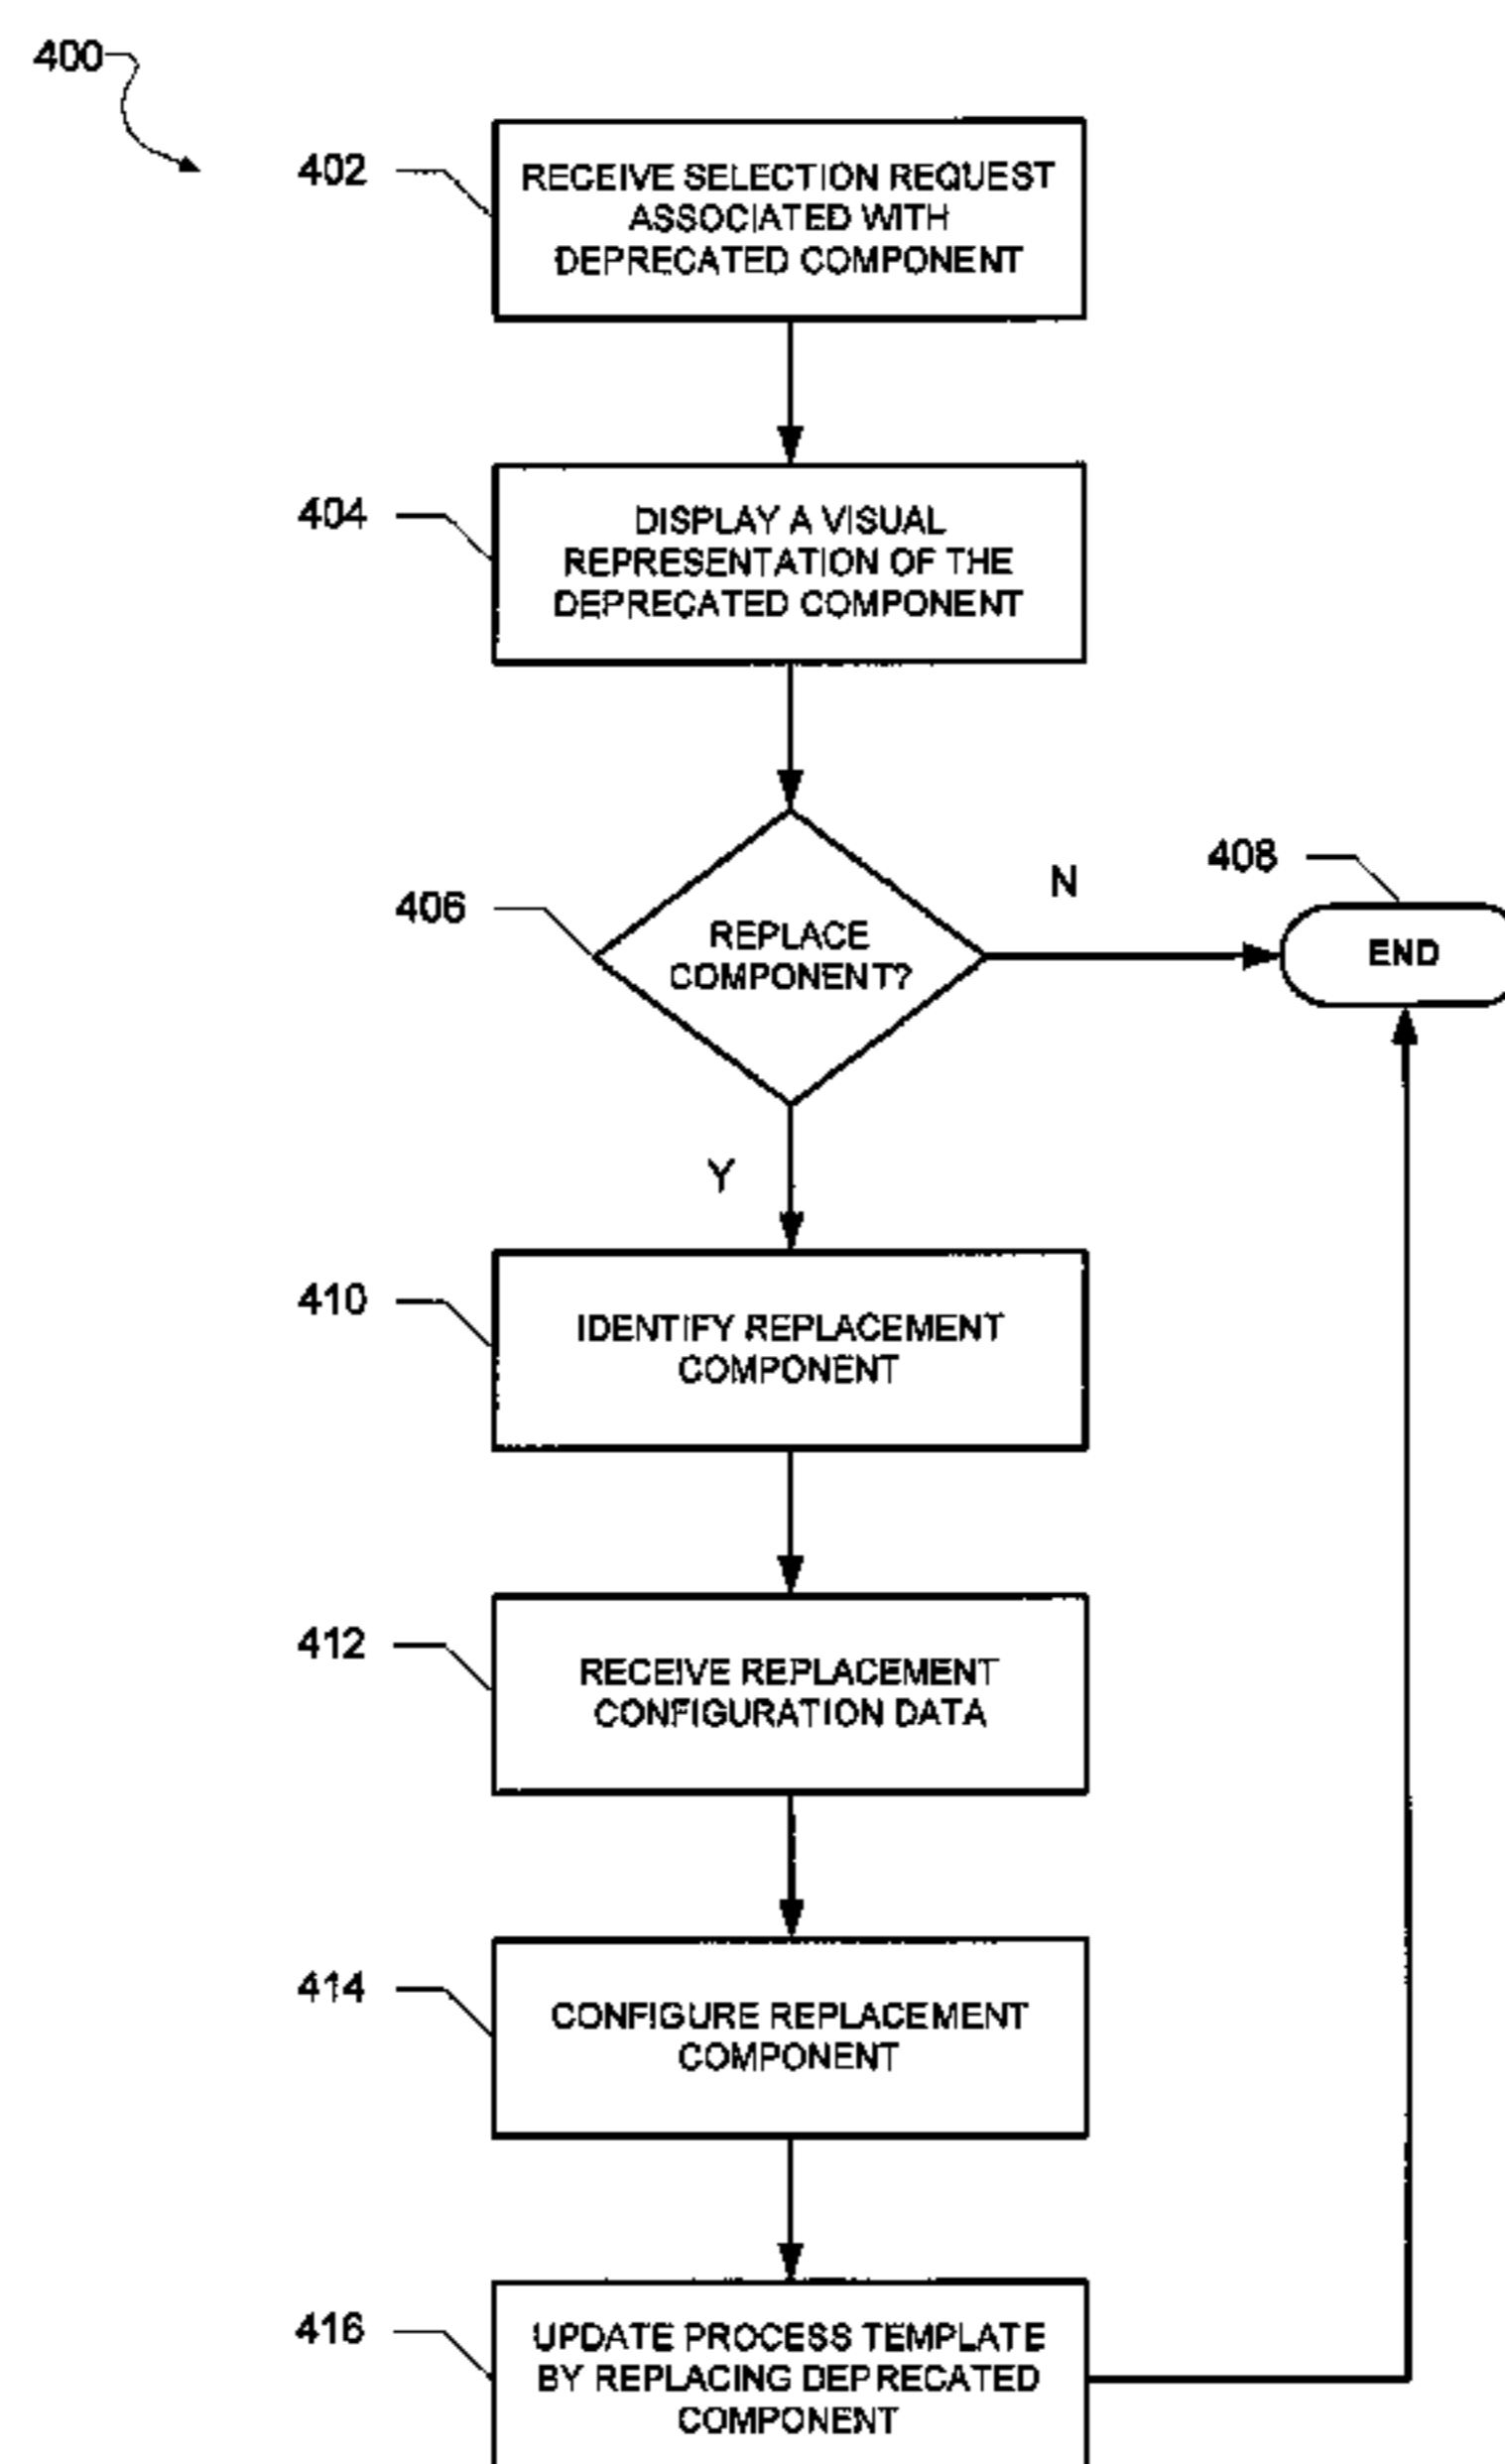 400
402
RECEIVE SELECTION REQUEST
ASSOCIATED WITH
DEPRECATED COMPONENT
404
DISPLAY A VISUAL
REPRESENTATION OF THE
DEPRECATED COMPONENT
406
REPLACE
COMPONENT?
N
408
END
Y
410
IDENTIFY REPLACEMENT
COMPONENT
412
RECEIVE REPLACEMENT
CONFIGURATION DATA
414
CONFIGURE REPLACEMENT
COMPONENT
416
UPDATE PROCESS TEMPLATE
BY REPLACING DEPRECATED
COMPONENT